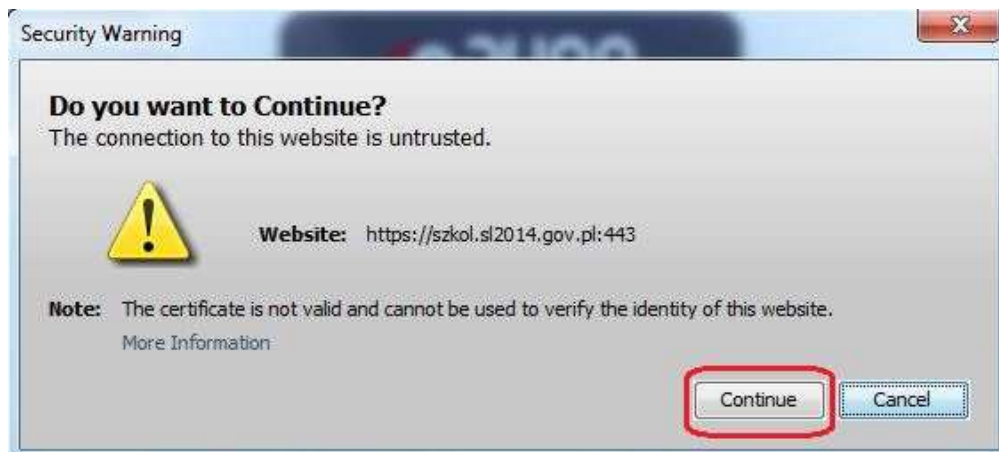 Security Warning
Do you want to Continue?
The connection to this website is untrusted.
Website: https://szkol.sl2014.gov.pl:443
Note: The certificate is not valid and cannot be used to verify the identity of this website.
More Information
Continue Cancel